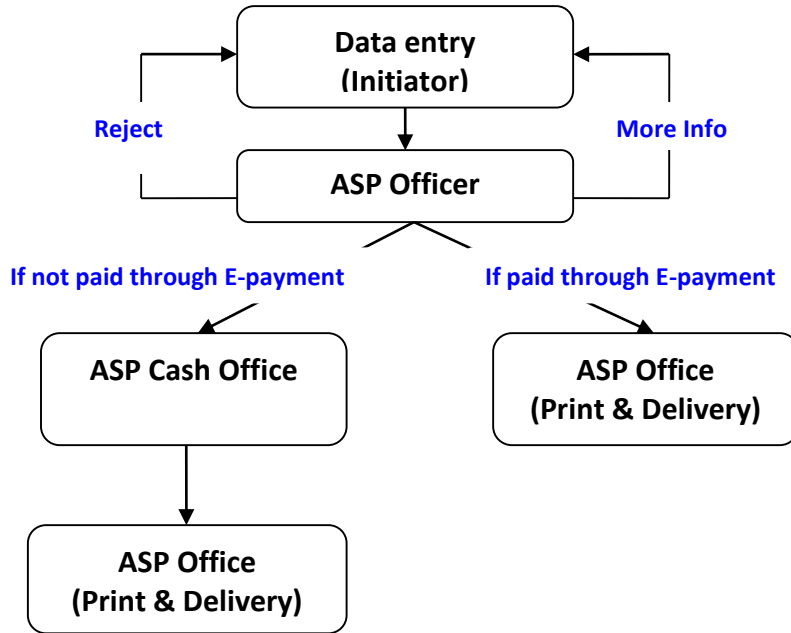 Data entry
(Initiator)
Reject
More Info
ASP Officer
If not paid through E-payment
If paid through E-payment
ASP Cash Office
ASP Office
(Print & Delivery)
ASP Office
(Print & Delivery)